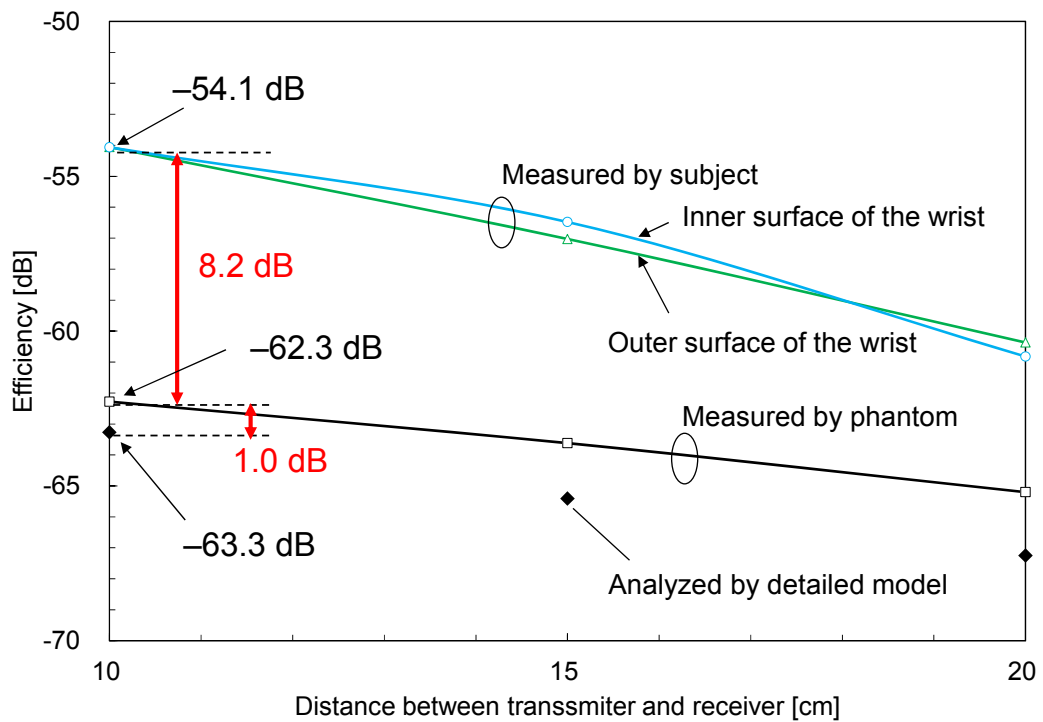 -50
–54.1 dB
-55
Measured by subject
Inner surface of the wrist
8.2 dB
Efficiency [dB]
-60
–62.3 dB
Outer surface of the wrist
Measured by phantom
1.0 dB
-65
–63.3 dB
Analyzed by detailed model
-70
10 15 20
Distance between transsmiter and receiver [cm]